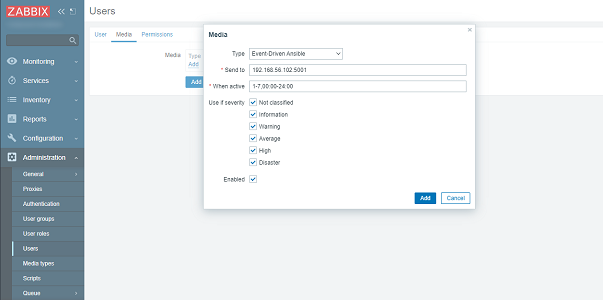 ZABBIX
Users
User Media Permissions
Media Type
Add
Add
Monitoring
Services
Inventory
Reports
Configuration
Administration
General
Proxies
Authentication
User groups
User roles
Users
Media types
Scripts
Queue
Media
Type Event-Driven Ansible
* Send to 192.168.56.102:5001
* When active 1-7,00:00-24:00
Use if severity Not classified
Information
Warning
Average
High
Disaster
Enabled
Add Cancel